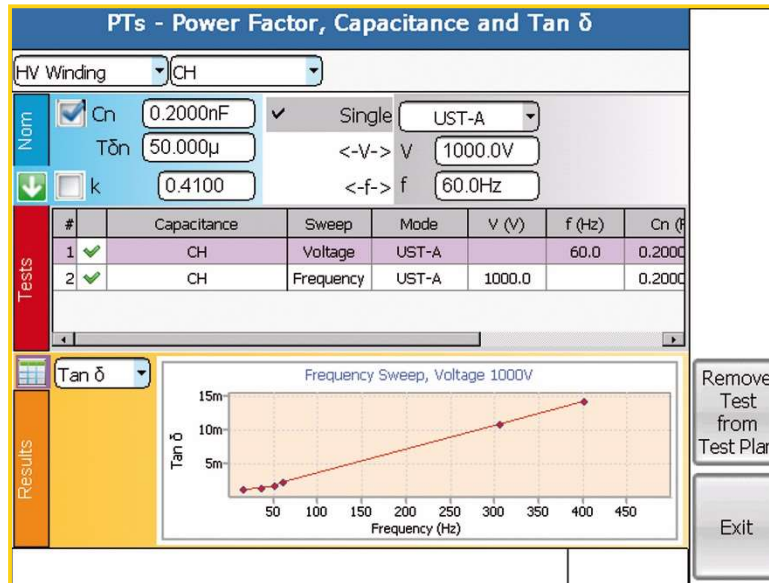 PTs - Power Factor, Capacitance and Tan δ
HV Winding CH
Nom
Cn 0.2000nF Single UST-A
Tδn 50.000µ <-V-> V 1000.0V
k 0.4100 <-f-> f 60.0Hz
Tests
# Capacitance Sweep Mode V (V) f (Hz) Cn (F
1 CH Voltage UST-A 60.0 0.2000
2 CH Frequency UST-A 1000.0 0.2000
Results
Tan δ
Frequency Sweep, Voltage 1000V
15m
10m
5m
Tan δ
50 100 150 200 250 300 350 400 450
Frequency (Hz)
Remove
Test
from
Test Plan
Exit